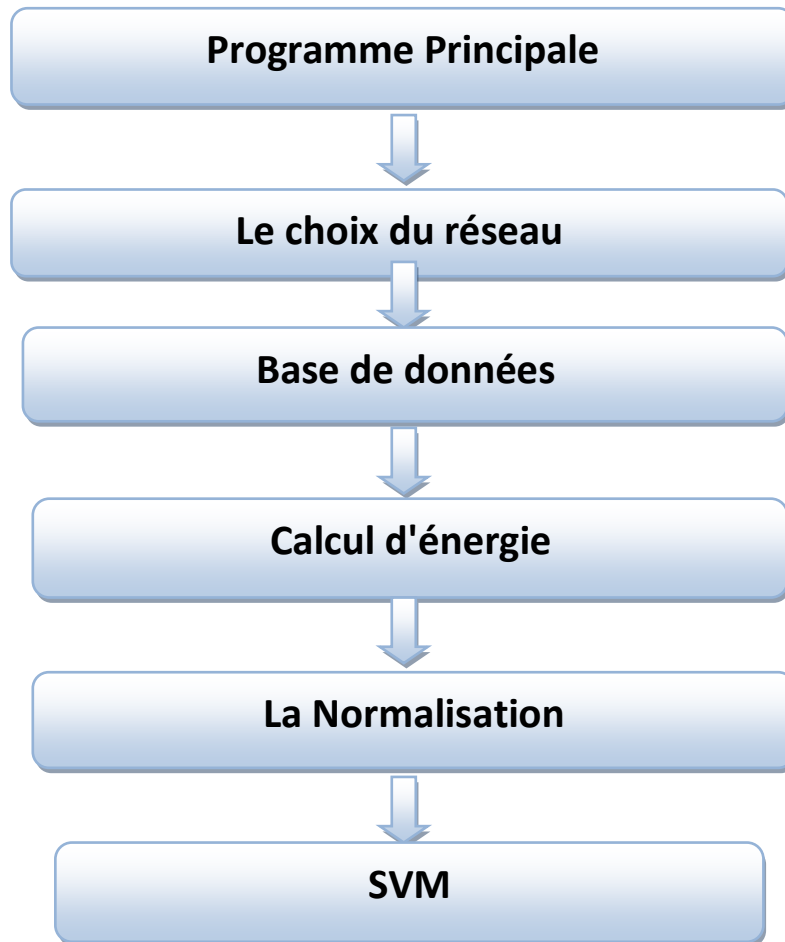 Programme Principale
Le choix du réseau
Base de données
Calcul d'énergie
La Normalisation
SVM